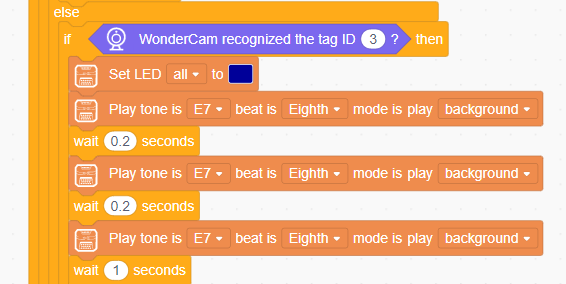 else
if WonderCam recognized the tag ID 3 ? then
Set LED all to
Play tone is E7 beat is Eighth mode is play background
wait 0.2 seconds
Play tone is E7 beat is Eighth mode is play background
wait 0.2 seconds
Play tone is E7 beat is Eighth mode is play background
wait 1 seconds